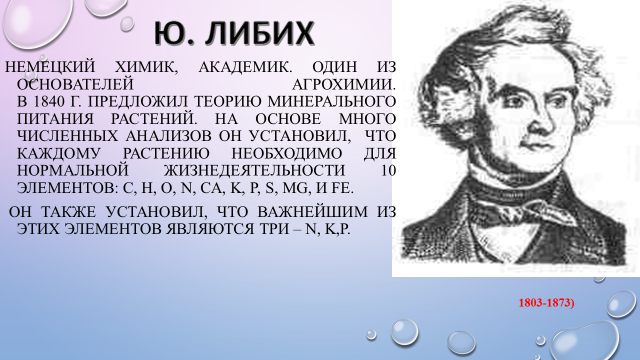 Ю. ЛИБИХ
НЕМЕЦКИЙ ХИМИК, АКАДЕМИК. ОДИН ИЗ
ОСНОВАТЕЛЕЙ АГРОХИМИИ.
В 1840 Г. ПРЕДЛОЖИЛ ТЕОРИЮ МИНЕРАЛЬНОГО
ПИТАНИЯ РАСТЕНИЙ. НА ОСНОВЕ МНОГО
ЧИСЛЕННЫХ АНАЛИЗОВ ОН УСТАНОВИЛ, ЧТО
КАЖДОМУ РАСТЕНИЮ НЕОБХОДИМО ДЛЯ
НОРМАЛЬНОЙ ЖИЗНЕДЕЯТЕЛЬНОСТИ 10
ЭЛЕМЕНТОВ: C, H, O, N, CA, K, P, S, MG, И FE.
ОН ТАКЖЕ УСТАНОВИЛ, ЧТО ВАЖНЕЙШИМ ИЗ
ЭТИХ ЭЛЕМЕНТОВ ЯВЛЯЮТСЯ ТРИ – N, K,P.
1803-1873)